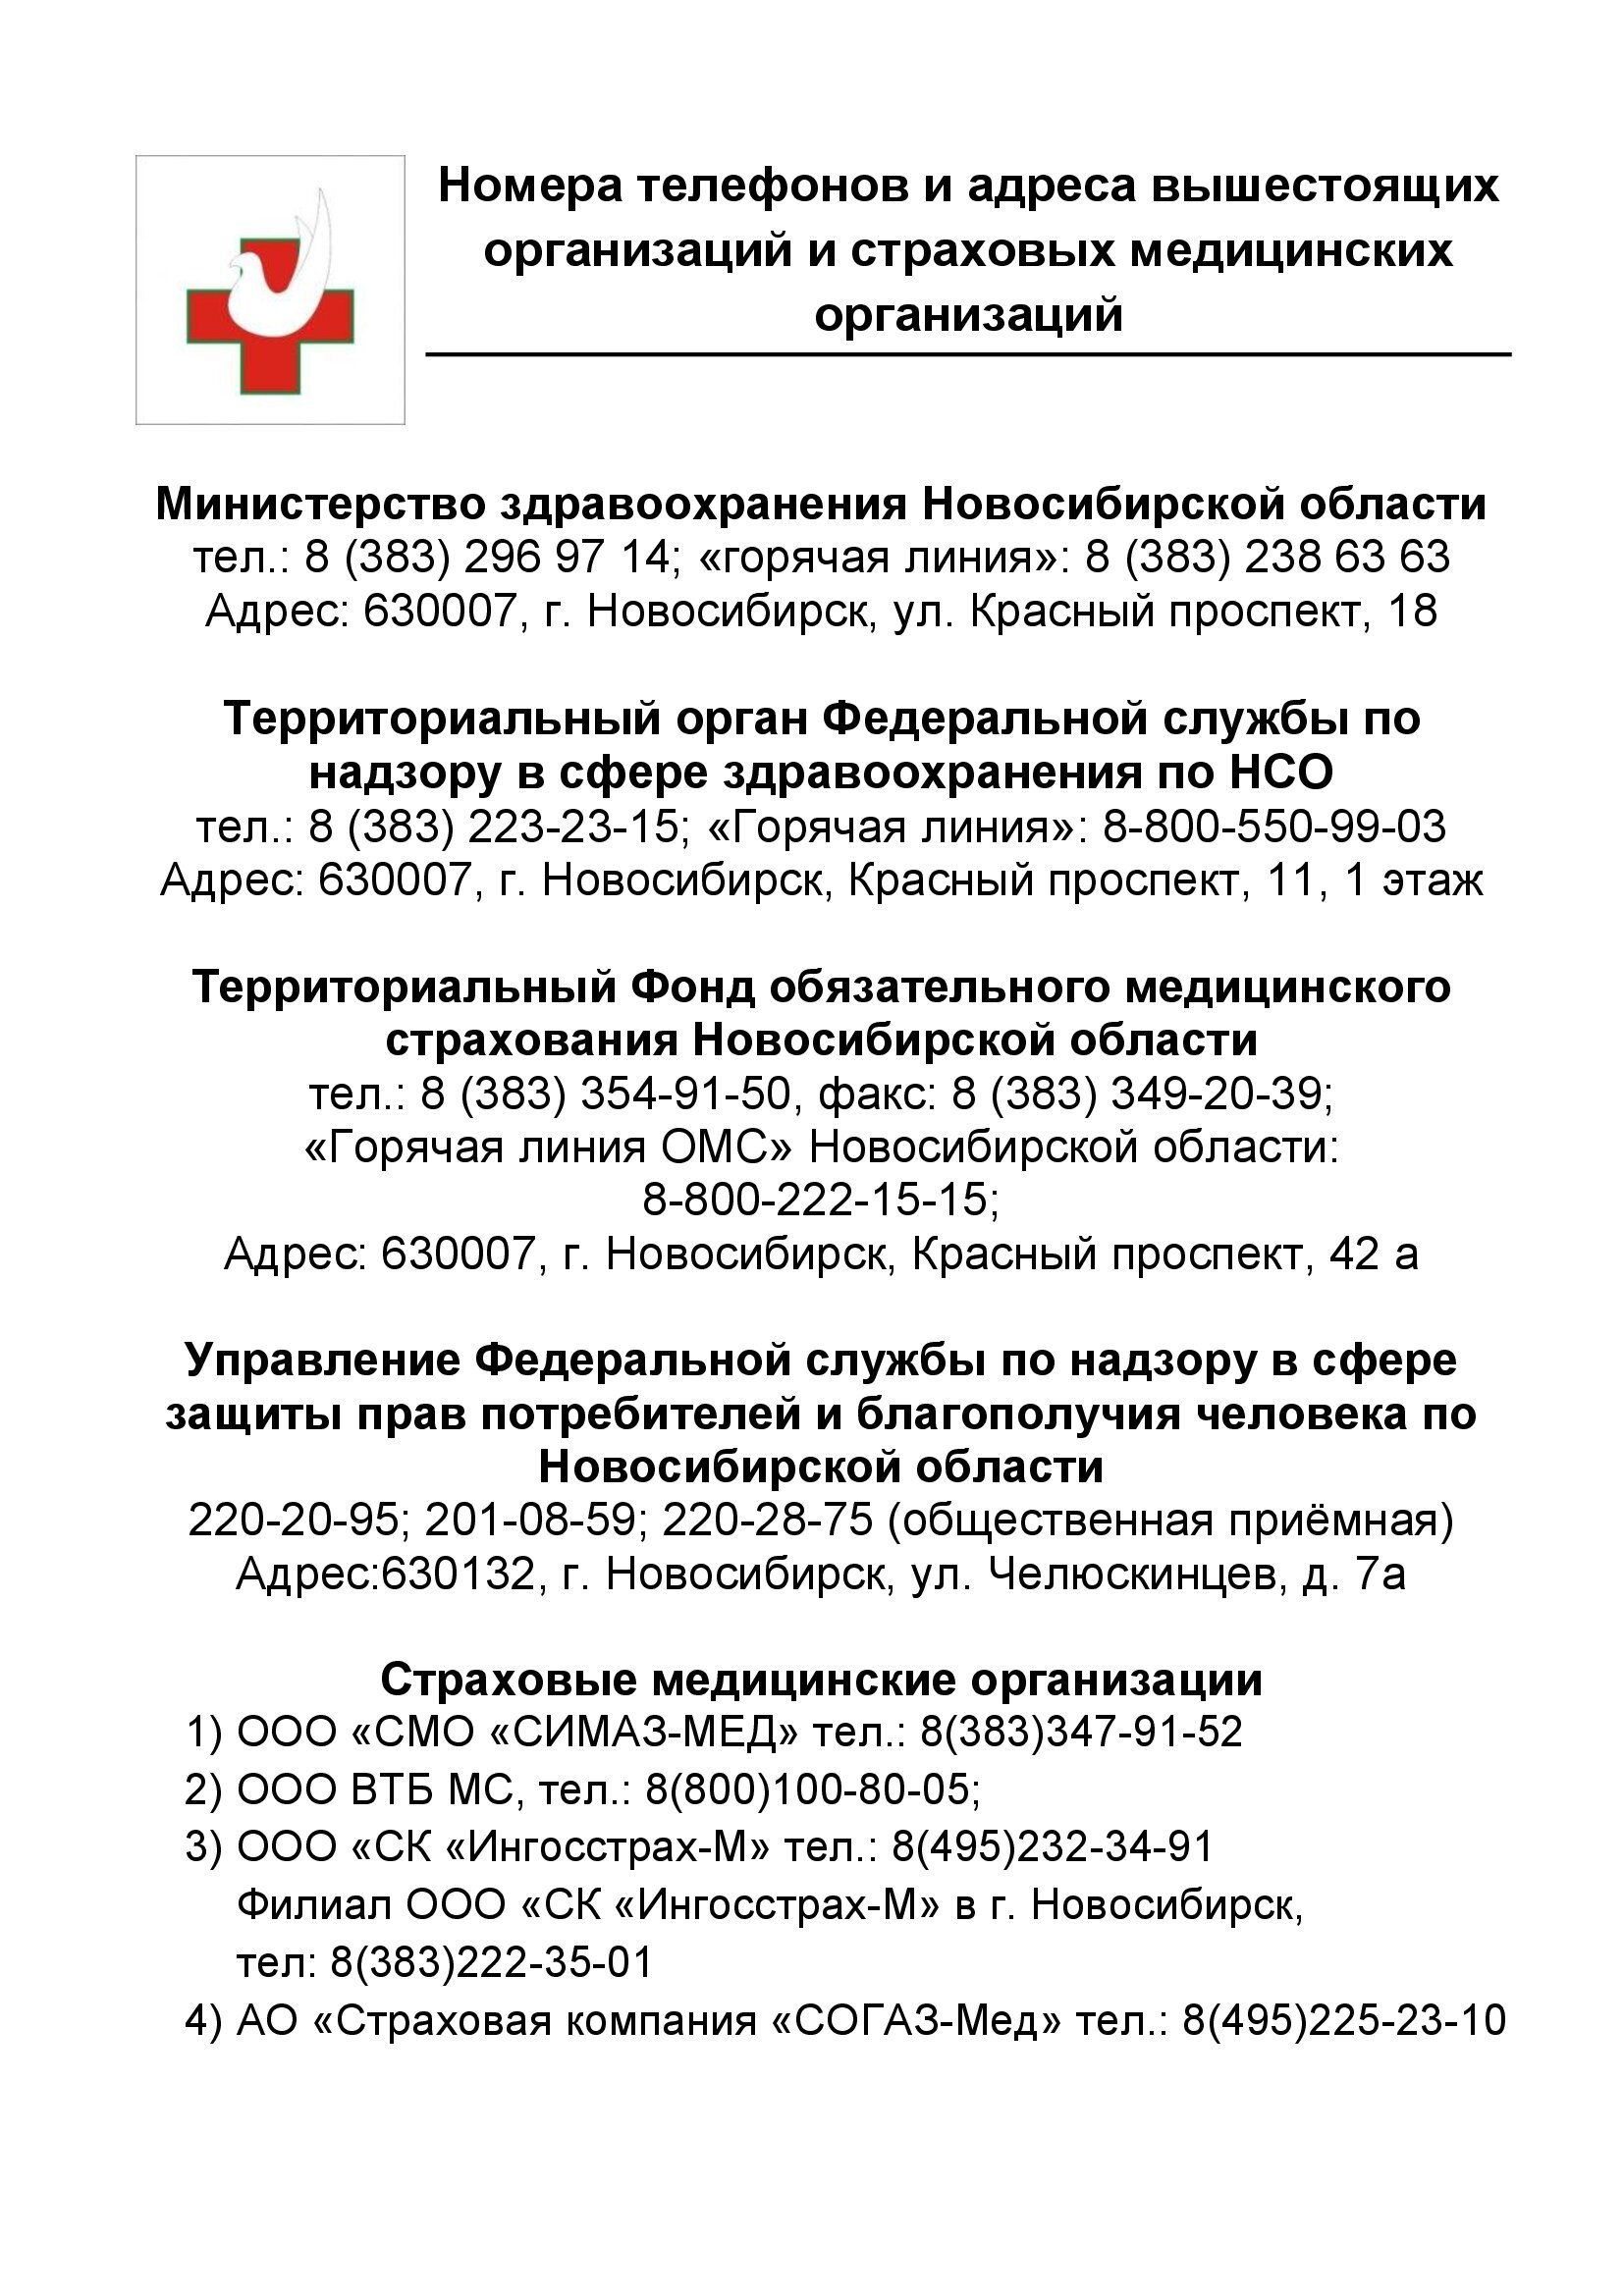 Номера телефонов и адреса вышестоящих
организаций и страховых медицинских
организаций
Министерство здравоохранения Новосибирской области
тел.: 8 (383) 296 97 14; «горячая линия»: 8 (383) 238 63 63
Адрес: 630007, г. Новосибирск, ул. Красный проспект, 18
Территориальный орган Федеральной службы по
надзору в сфере здравоохранения по НСО
тел.: 8 (383) 223-23-15; «Горячая линия»: 8-800-550-99-03
Адрес: 630007, г. Новосибирск, Красный проспект, 11, 1 этаж
Территориальный Фонд обязательного медицинского
страхования Новосибирской области
тел.: 8 (383) 354-91-50, факс: 8 (383) 349-20-39;
«Горячая линия ОМС» Новосибирской области:
8-800-222-15-15;
Адрес: 630007, г. Новосибирск, Красный проспект, 42 а
Управление Федеральной службы по надзору в сфере
защиты прав потребителей и благополучия человека по
Новосибирской области
220-20-95; 201-08-59; 220-28-75 (общественная приёмная)
Адрес:630132, г. Новосибирск, ул. Челюскинцев, д. 7а
Страховые медицинские организации
1) ООО «СМО «СИМАЗ-МЕД» тел.: 8(383)347-91-52
2) ООО ВТБ МС, тел.: 8(800)100-80-05;
3) ООО «СК «Ингосстрах-М» тел.: 8(495)232-34-91
Филиал ООО «СК «Ингосстрах-М» в г. Новосибирск,
тел: 8(383)222-35-01
4) АО «Страховая компания «СОГАЗ-Мед» тел.: 8(495)225-23-10